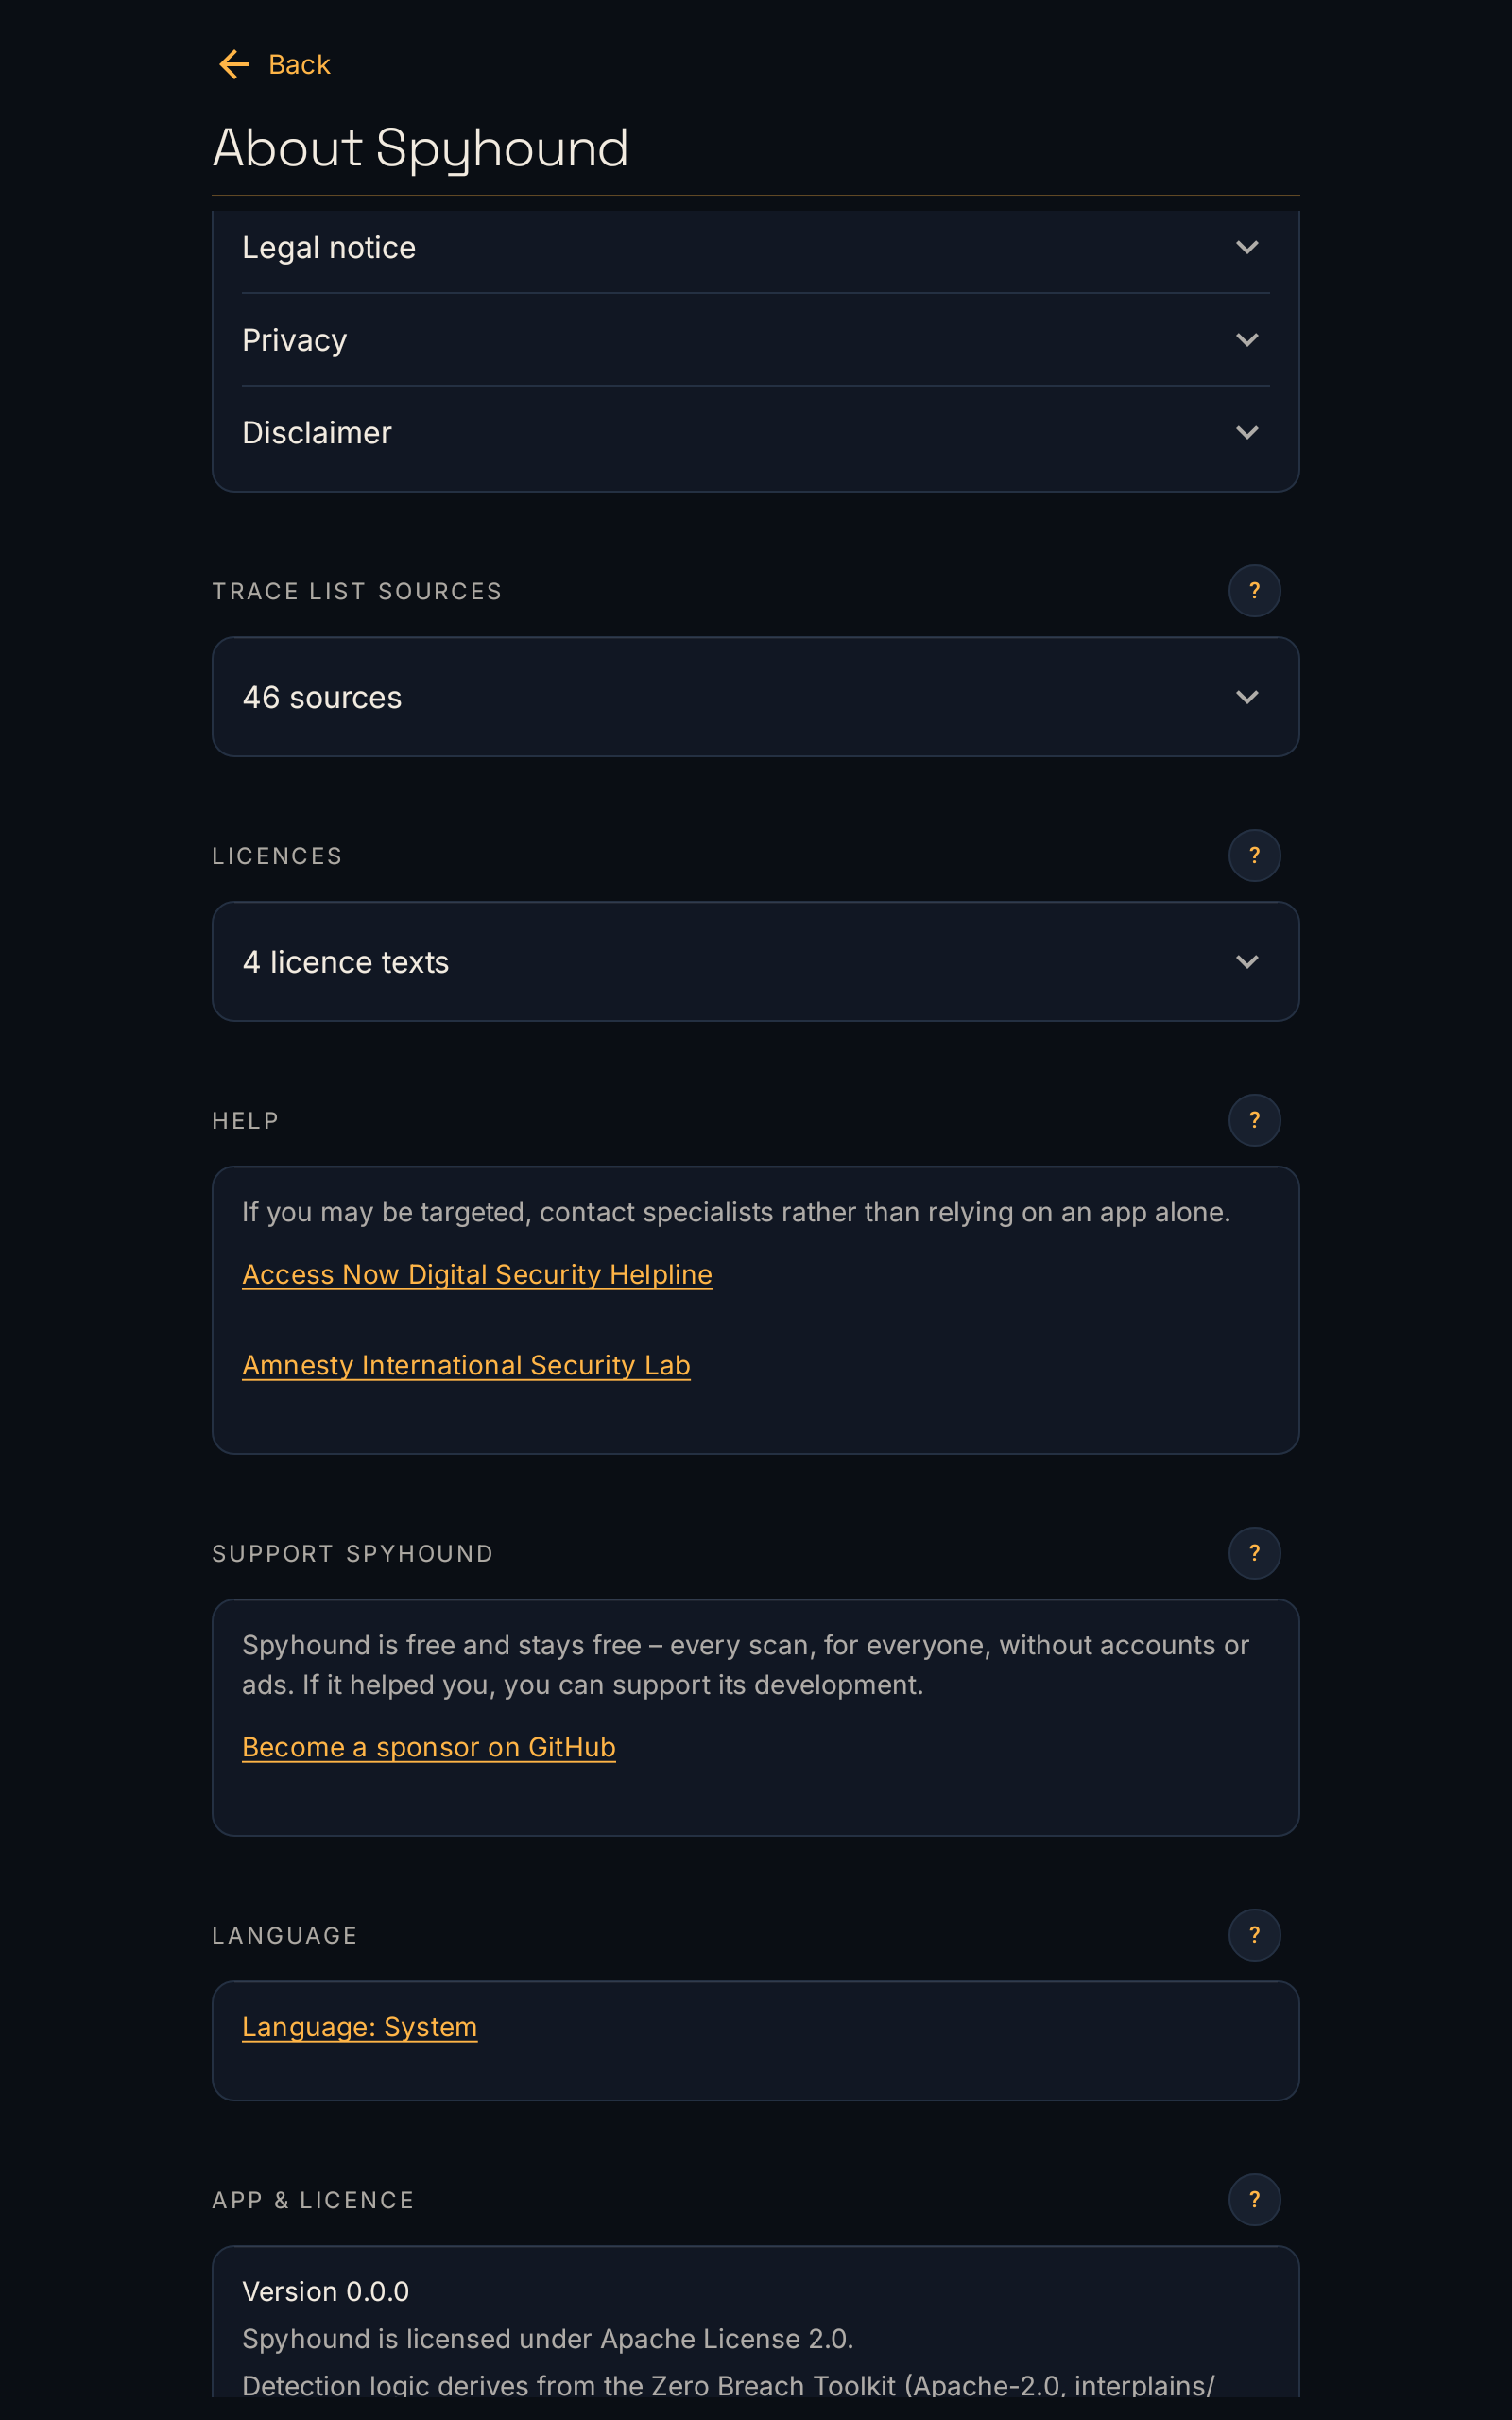 Back
About Spyhound
Legal notice
Privacy
Disclaimer
TRACE LIST SOURCES
?
46 sources
LICENCES
?
4 licence texts
HELP
?
If you may be targeted, contact specialists rather than relying on an app alone.
Access Now Digital Security Helpline
Amnesty International Security Lab
SUPPORT SPYHOUND
?
Spyhound is free and stays free – every scan, for everyone, without accounts or
ads. If it helped you, you can support its development.
Become a sponsor on GitHub
LANGUAGE
?
Language: System
APP & LICENCE
?
Version 0.0.0
Spyhound is licensed under Apache License 2.0.
Detection logic derives from the Zero Breach Toolkit (Apache-2.0, interplains/